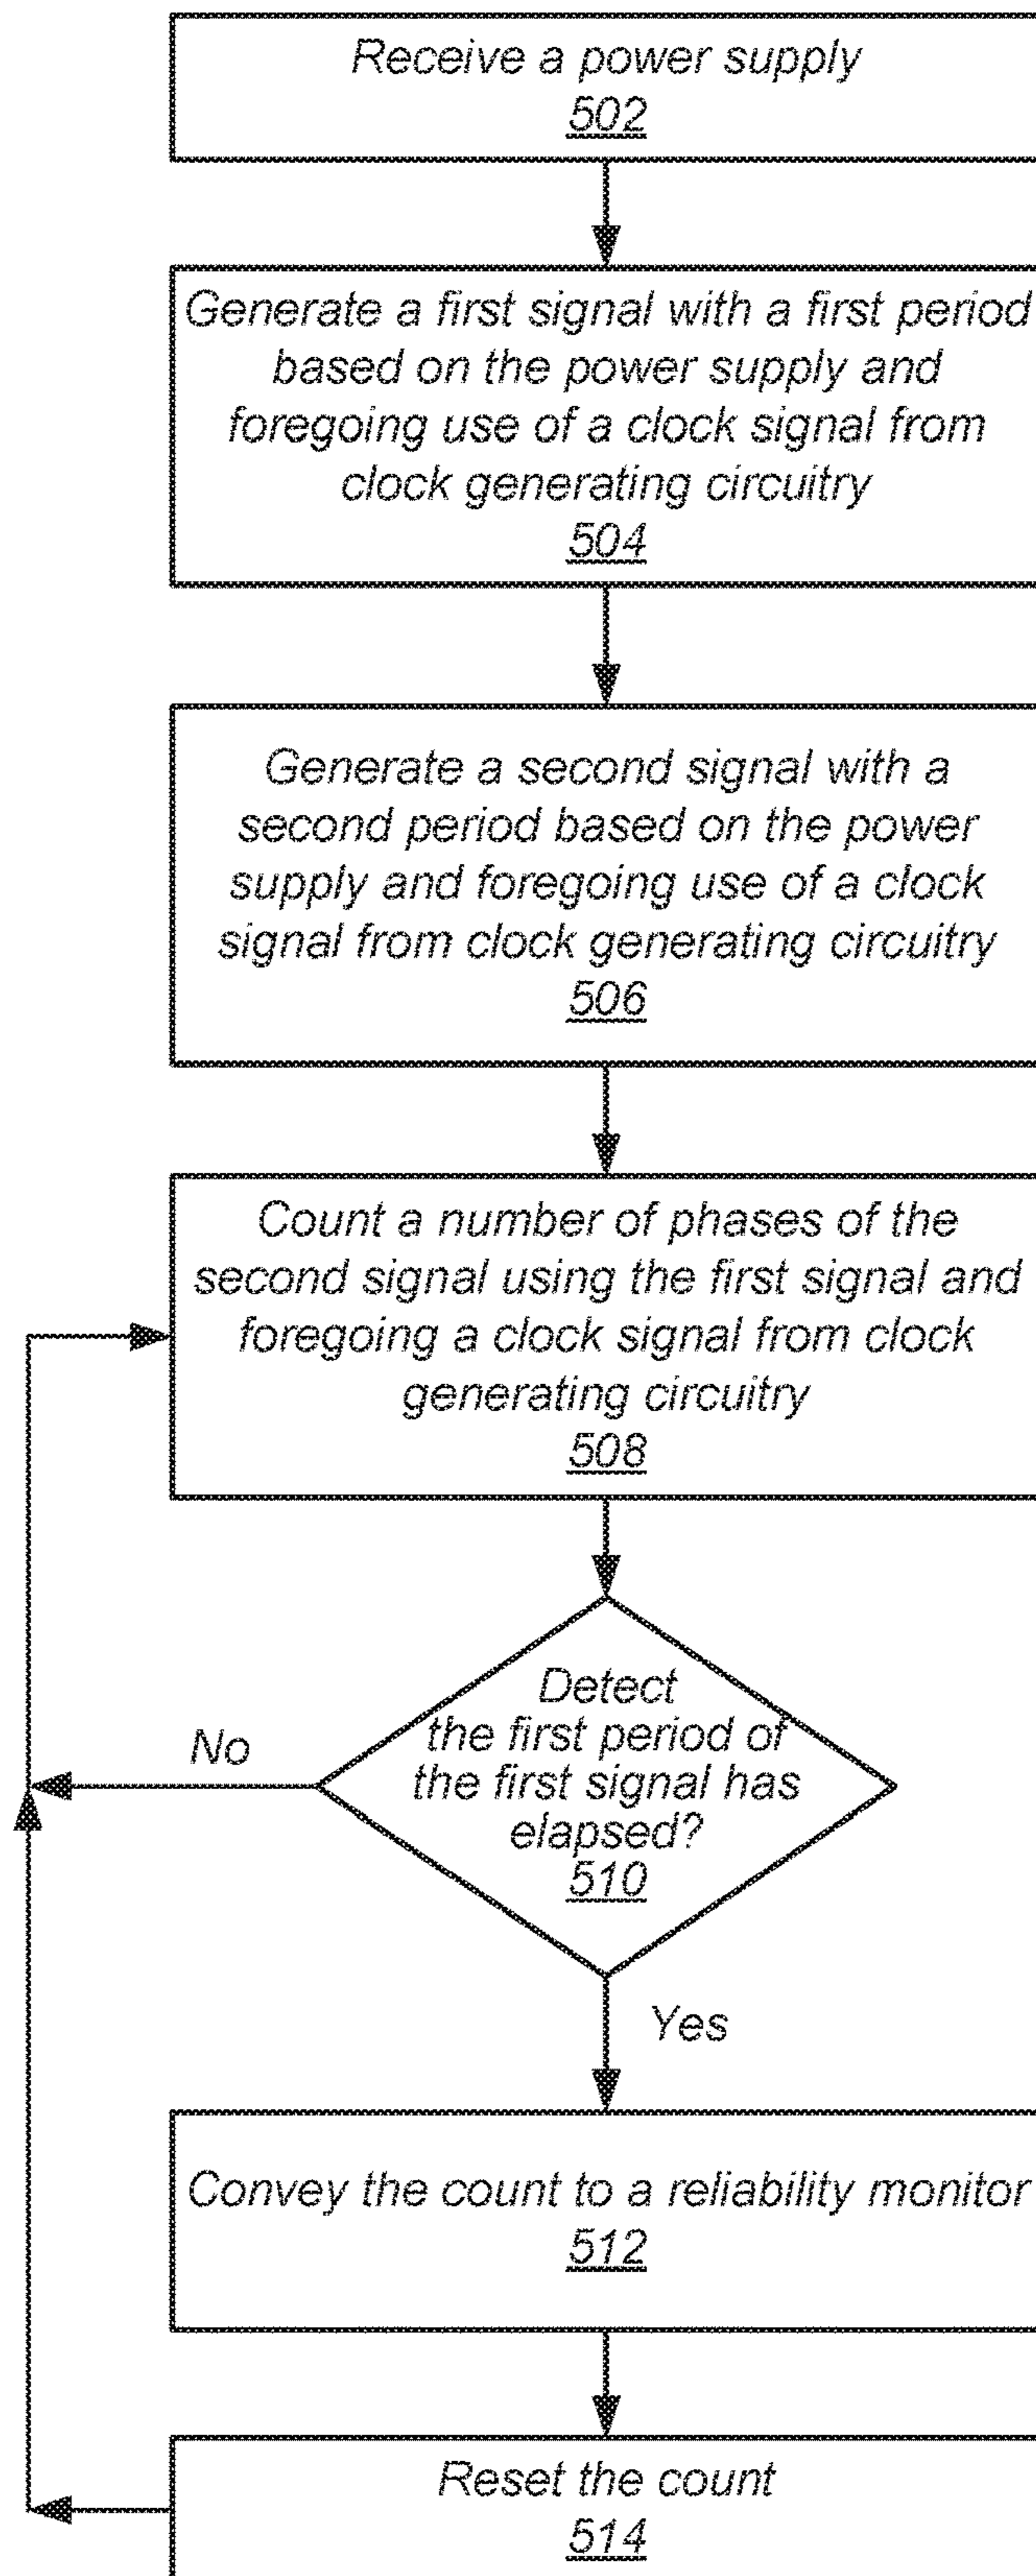 Receive a power supply
502
Generate a first signal with a first period
based on the power supply and
foregoing use of a clock signal from
clock generating circuitry
504
Generate a second signal with a
second period based on the power
supply and foregoing use of a clock
signal from clock generating circuitry
506
Count a number of phases of the
second signal using the first signal and
foregoing a clock signal from clock
generating circuitry
508
Detect
the first period of
the first signal has
elapsed?
510
No
Yes
Convey the count to a reliability monitor
512
Reset the count
514